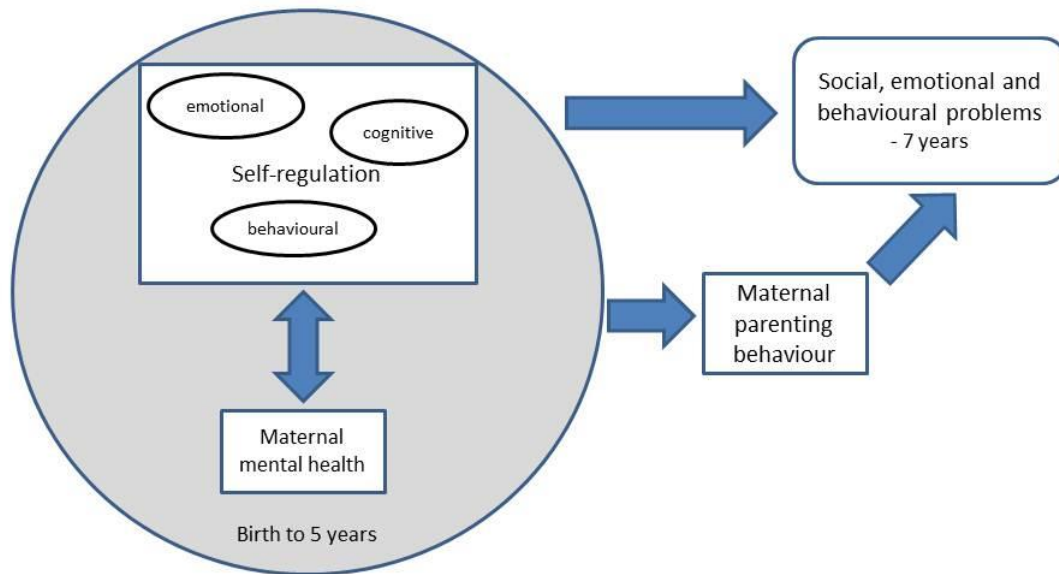 emotional
cognitive
Self-regulation
behavioural
Maternal
mental health
Birth to 5 years
Social, emotional and
behavioural problems
- 7 years
Maternal
parenting
behaviour